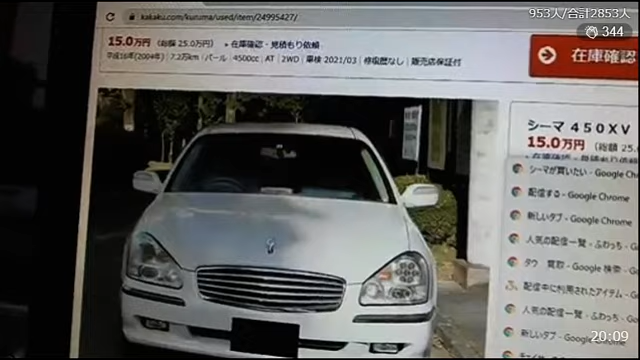 kakaku.com/kuruma/used/item/24995427/
953人/合計2853人
344
15.0万円 (総額 25.0万円) ▸ 在庫確認・見積もり依頼
平成16年(2004年) | 7.2万km | パール | 4500cc | AT | 2WD | 車検 2021/03 | 修復歴なし | 販売店保証付
在庫確認
シーマ 450XV
15.0万円 (総額 25.
シーマが買いたい - Google Chrome
配信する - Google Chrome
新しいタブ - Google Chrome
人気の配信一覧 - ふわっち - Go
タウ 買取 - Google 検索 - G
配信中に利用されたアイテム - G
人気の配信一覧 - ふわっち - Go
新しいタブ - Google Chrome
20:09